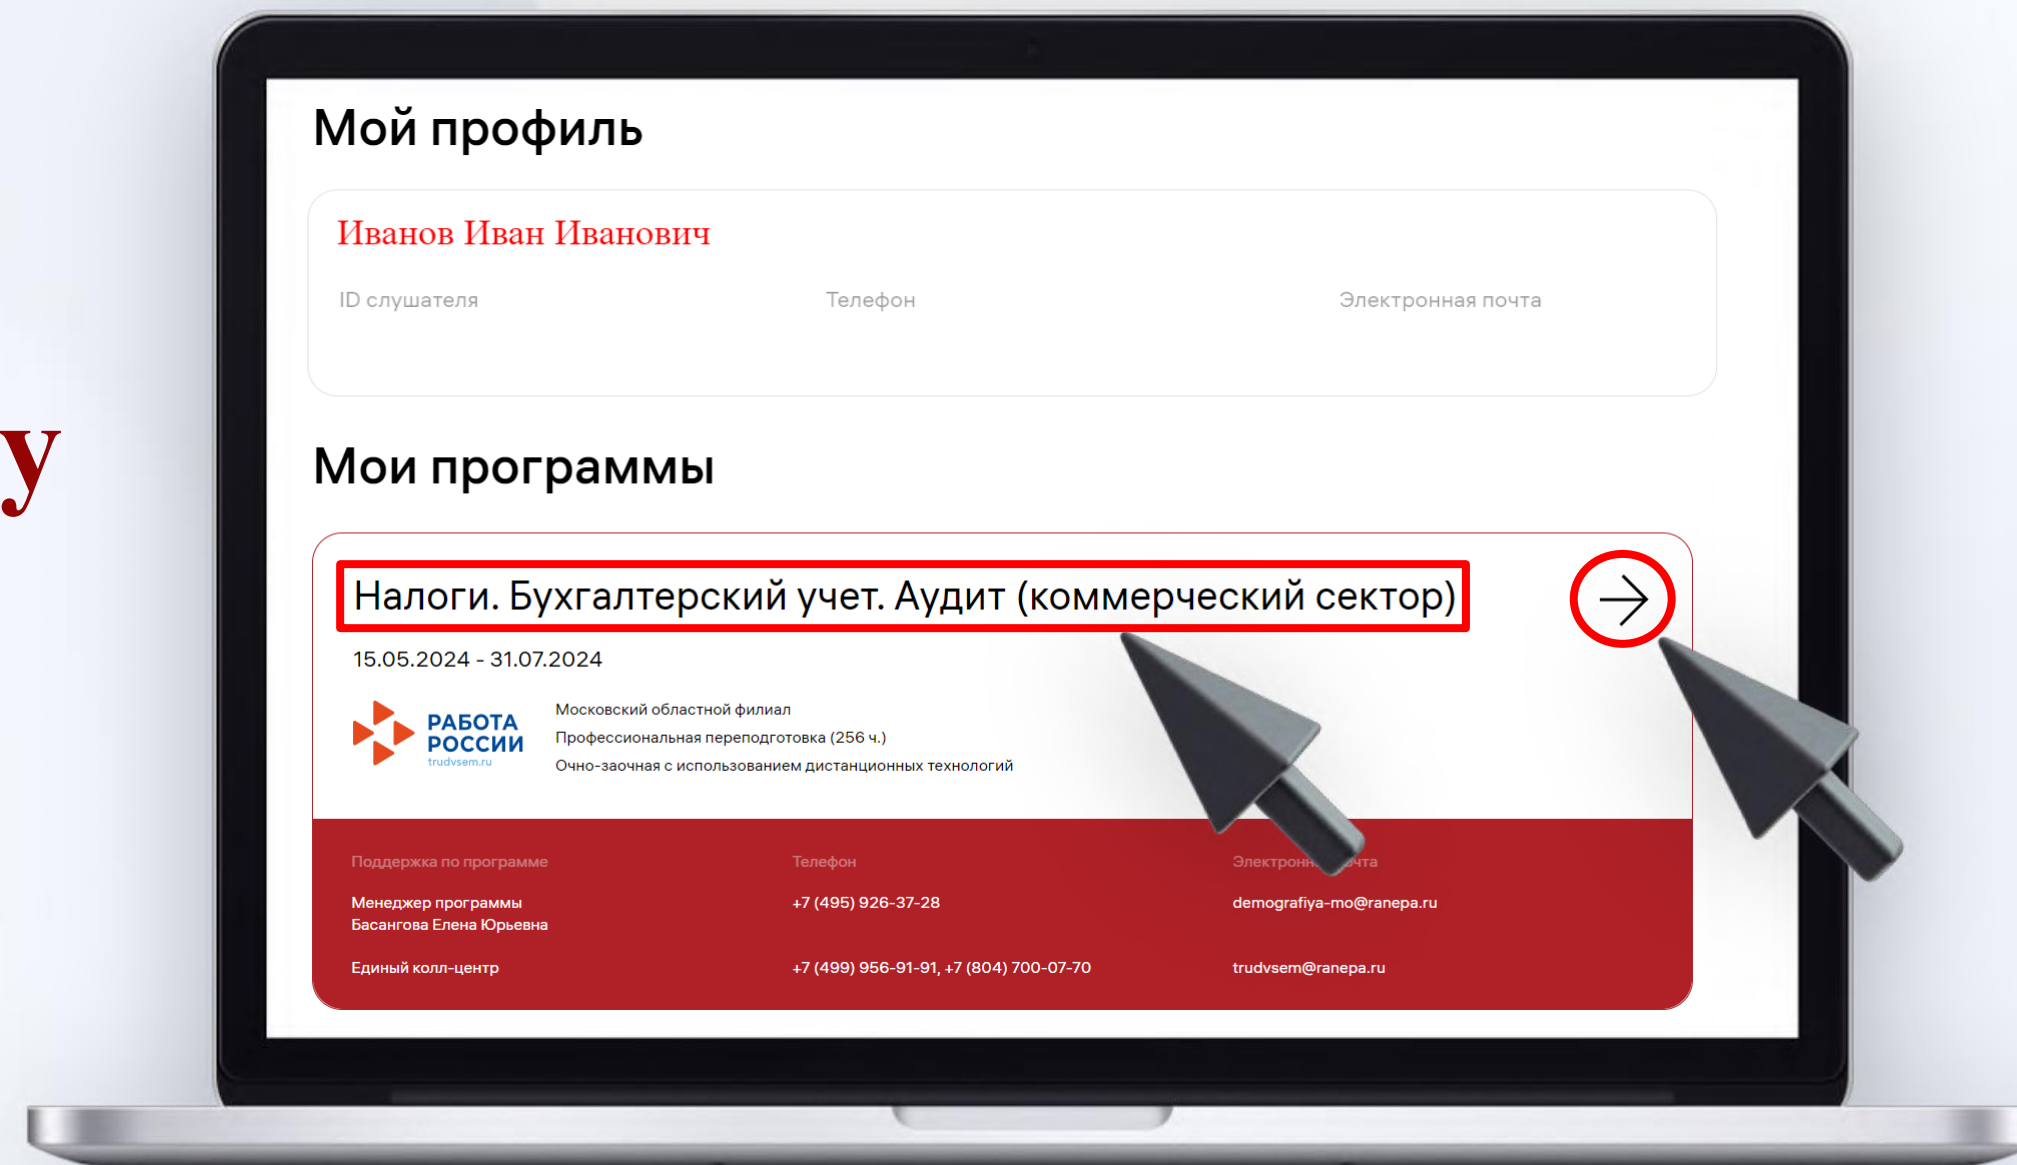 Мой профиль
Иванов Иван Иванович
ID слушателя Телефон Электронная почта
у
Мои программы
Налоги. Бухгалтерский учет. Аудит (коммерческий сектор)
15.05.2024 - 31.07.2024
РАБОТА
РОССИИ
trudvsem.ru
Московский областной филиал
Профессиональная переподготовка (256 ч.)
Очно-заочная с использованием дистанционных технологий
Поддержка по программе Телефон
Менеджер программы +7 (495) 926-37-28 demografiya-mo@ranepa.ru
Басангова Елена Юрьевна
Единый колл-центр +7 (499) 956-91-91, +7 (804) 700-07-70 trudvsem@ranepa.ru